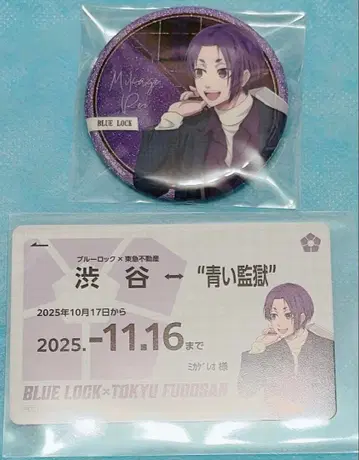 Mikage
Reo
BLUE LOCK
ブルーロック×東急不動産
渋谷 ↔ “青い監獄”
2025年10月17日から
2025.-11.16まで
ミカゲ レオ 様
BLUE LOCK×TOKYU FUDOSAN